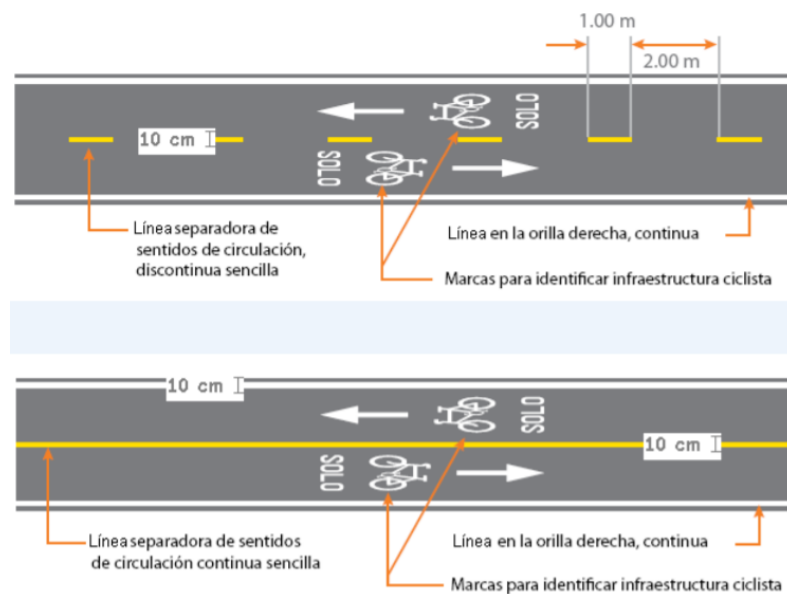 1.00 m
2.00 m
SOLO
10 cm
SOLO
Línea separadora de
sentidos de circulación,
discontinua sencilla
Línea en la orilla derecha, continua
Marcas para identificar infraestructura ciclista
10 cm
SOLO
10 cm
SOLO
Línea separadora de sentidos
de circulación continua sencilla
Línea en la orilla derecha, continua
Marcas para identificar infraestructura ciclista